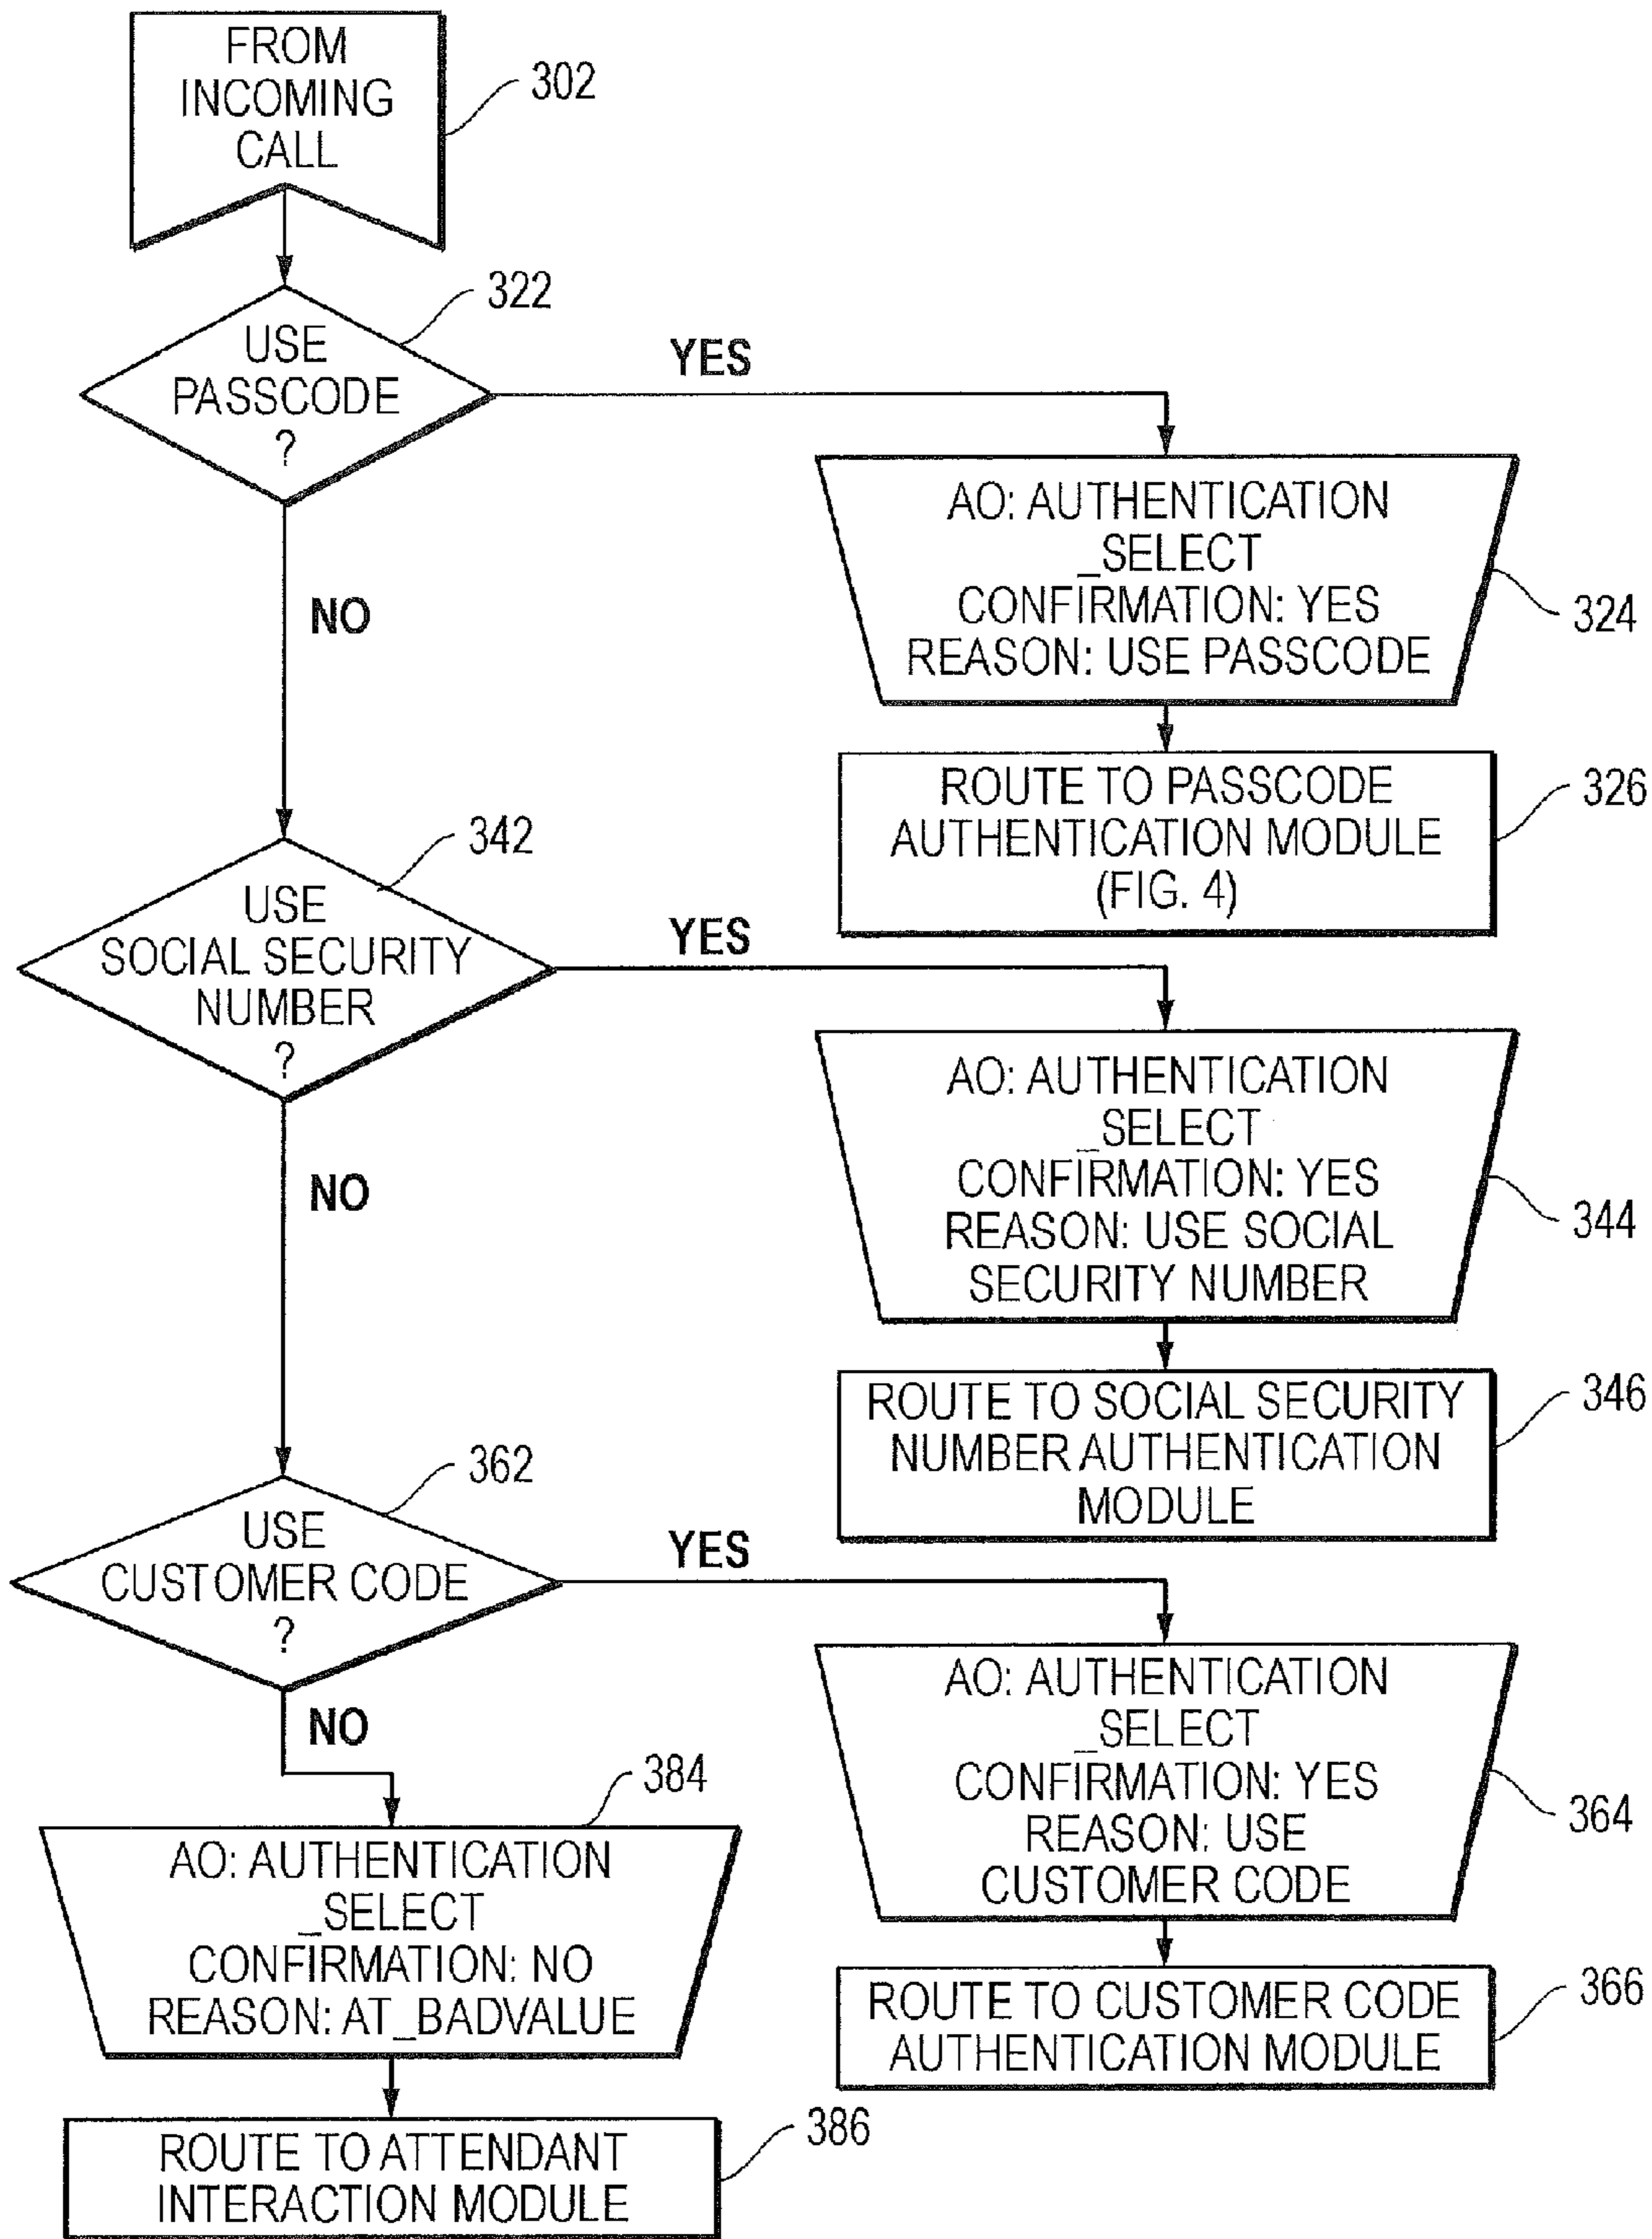 FROM
INCOMING
CALL
302
322
USE
PASSCODE
?
YES
NO
AO: AUTHENTICATION
_SELECT
CONFIRMATION: YES
REASON: USE PASSCODE
324
ROUTE TO PASSCODE
AUTHENTICATION MODULE
(FIG. 4)
326
342
USE
SOCIAL SECURITY
NUMBER
?
YES
NO
AO: AUTHENTICATION
_SELECT
CONFIRMATION: YES
REASON: USE SOCIAL
SECURITY NUMBER
344
ROUTE TO SOCIAL SECURITY
NUMBER AUTHENTICATION
MODULE
346
362
USE
CUSTOMER CODE
?
YES
NO
AO: AUTHENTICATION
_SELECT
CONFIRMATION: YES
REASON: USE
CUSTOMER CODE
364
ROUTE TO CUSTOMER CODE
AUTHENTICATION MODULE
366
384
AO: AUTHENTICATION
_SELECT
CONFIRMATION: NO
REASON: AT_BADVALUE
ROUTE TO ATTENDANT
INTERACTION MODULE
386